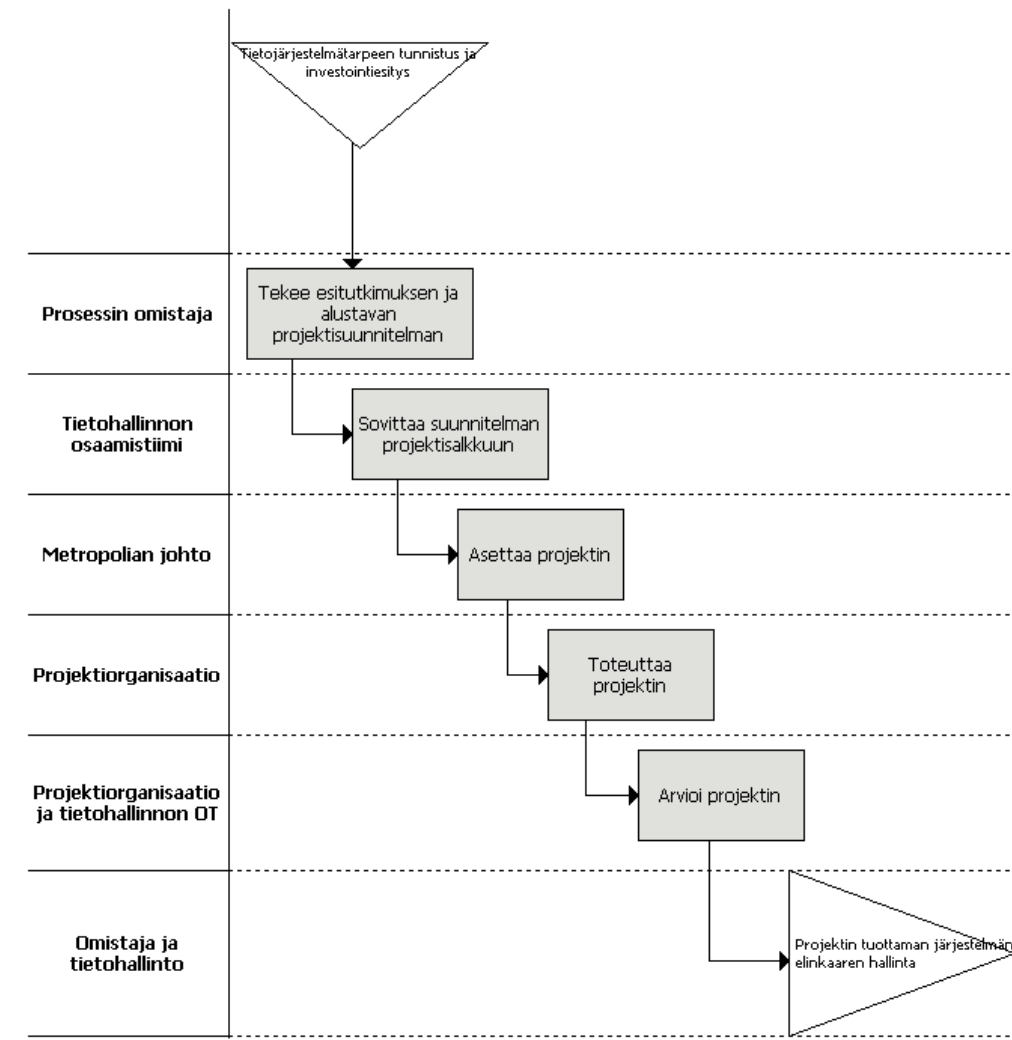 Tietojärjestelmätarpeen tunnistus ja
investointiesitys
Prosessin omistaja
Tekee esitutkimuksen ja
alustavan
projektisuunnitelman
Tietohallinnon
osaamistiimi
Sovittaa suunnitelman
projektisalkkuun
Metropolian johto
Asettaa projektin
Projektiorganisaatio
Toteuttaa
projektin
Projektiorganisaatio
ja tietohallinnon OT
Arvioi projektin
Omistaja ja
tietohallinto
Projektin tuottaman järjestelmän
elinkaaren hallinta